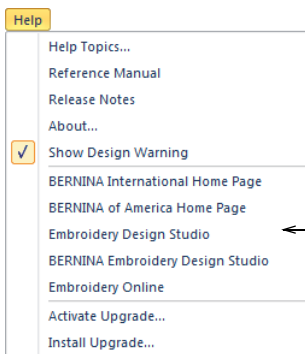 Help
Help Topics...
Reference Manual
Release Notes
About...
Show Design Warning
BERNINA International Home Page
BERNINA of America Home Page
Embroidery Design Studio
BERNINA Embroidery Design Studio
Embroidery Online
Activate Upgrade...
Install Upgrade...